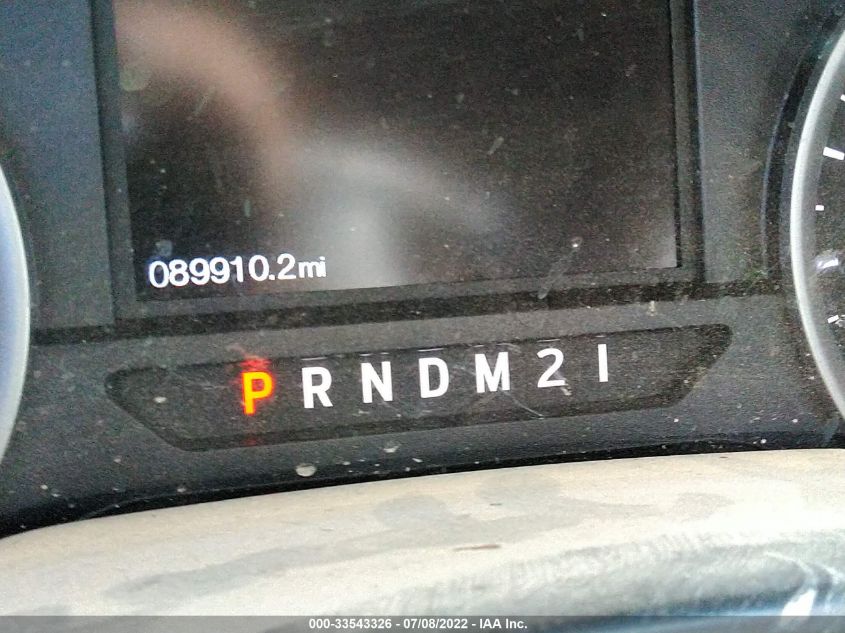 089910.2mi
P R N D M 2 1
000-33543326 - 07/08/2022 - IAA Inc.